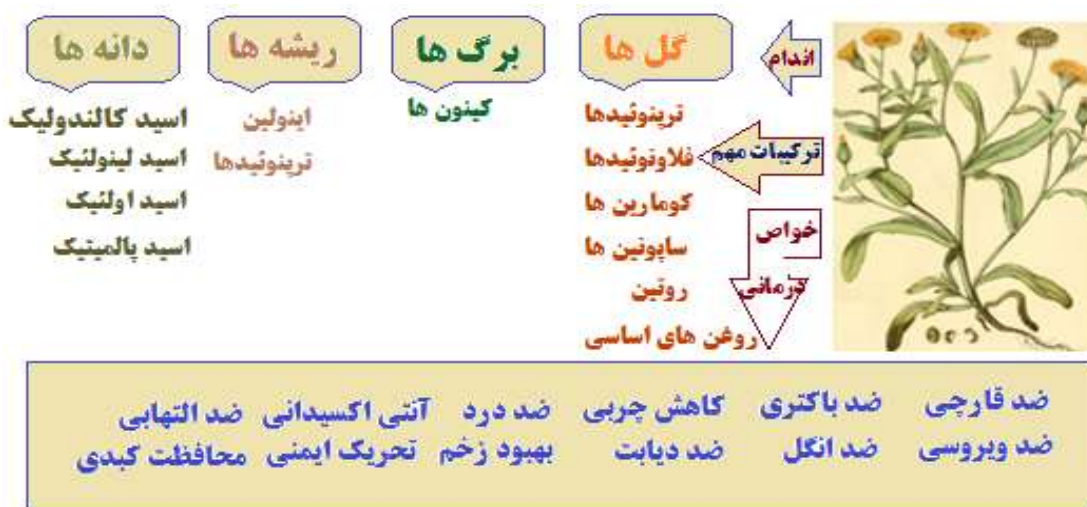 اندام
گل ها
برگ ها
ریشه ها
دانه ها
ترکیبات مهم
ترپنوئیدها
فلاونوئیدها
کومارین ها
ساپونین ها
روتین
روغن های اساسی
کینون ها
اینولین
ترپنوئیدها
اسید کالندولیک
اسید لینولئیک
اسید اولئیک
اسید پالمیتیک
خواص
درمانی
ضد قارچی ضد باکتری کاهش چربی ضد درد آنتی اکسیدانی ضد التهابی
ضد ویروسی ضد انگل ضد دیابت بهبود زخم تحریک ایمنی محافظت کبدی